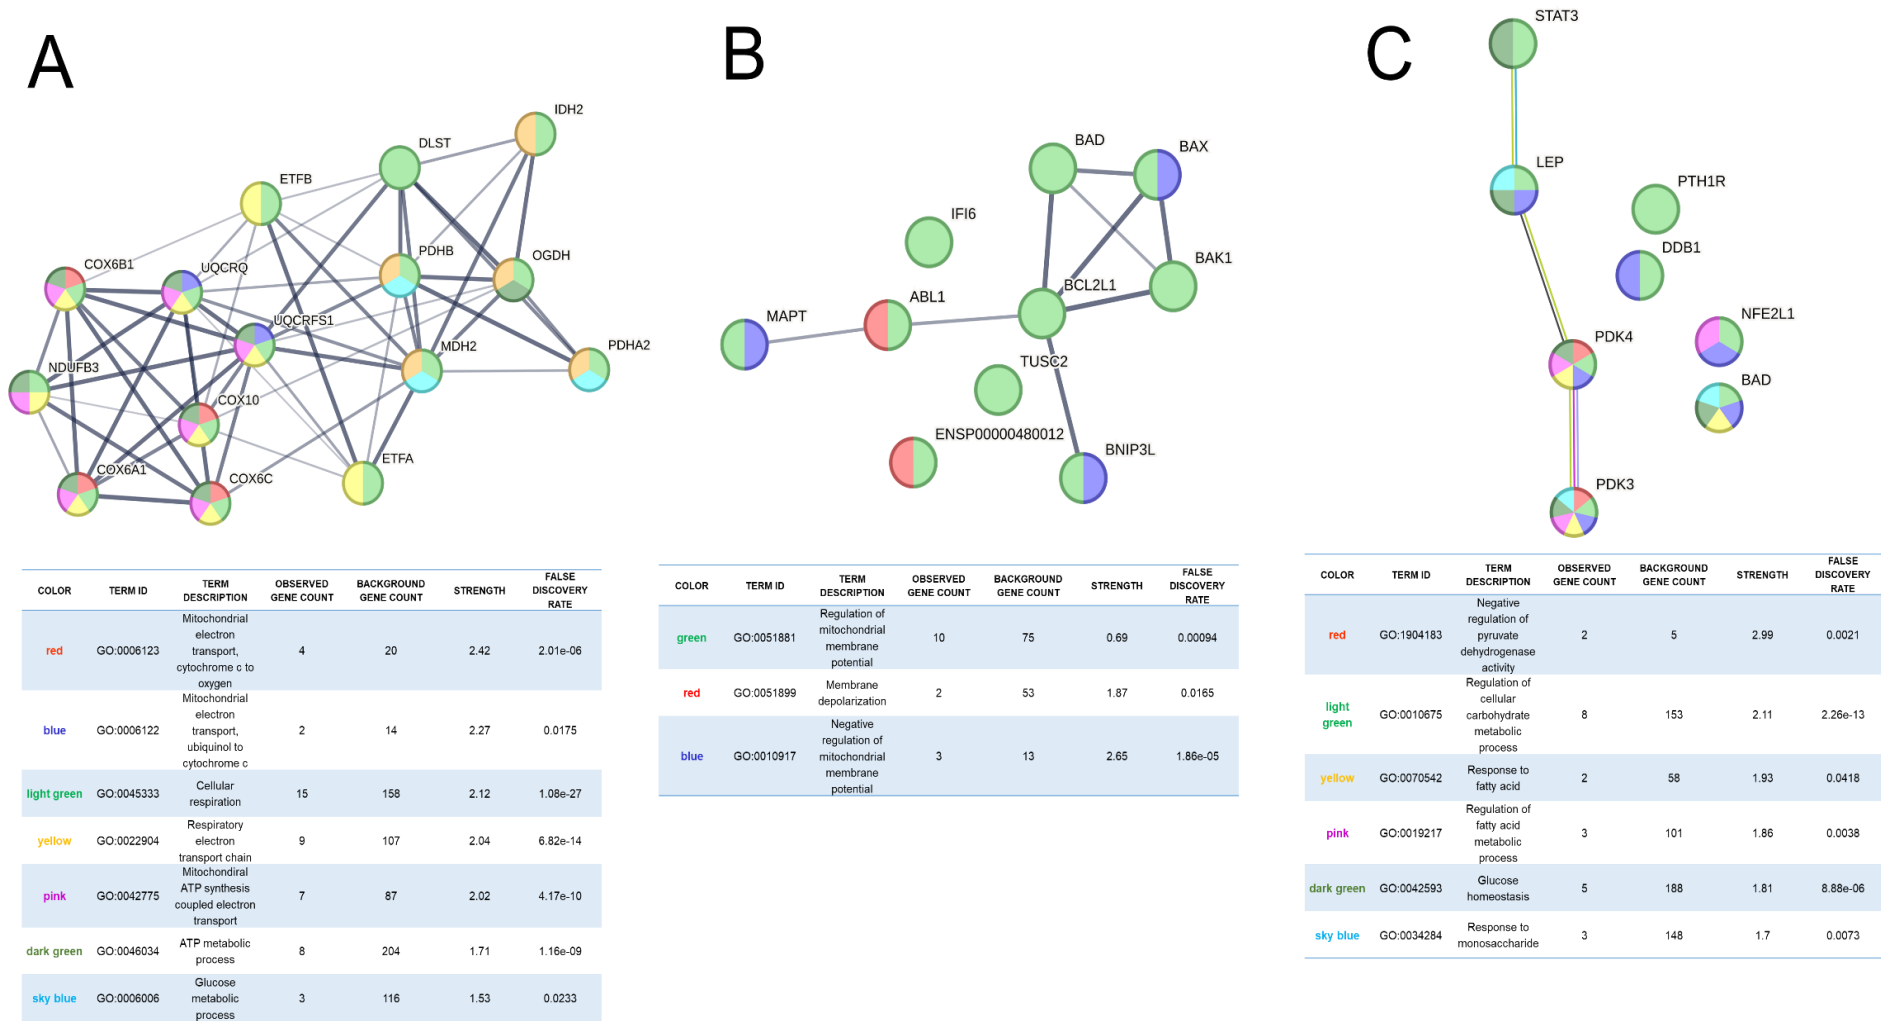 A
B
C
IDH2
DLST
ETFB
PDHB
OGDH
COX6B1
UQCRQ
UQCRFS1
MDH2
PDHA2
NDUFB3
COX10
ETFA
COX6A1
COX6C
BAD
BAX
IFI6
BAK1
BCL2L1
ABL1
MAPT
TUSC2
ENSP00000480012
BNIP3L
STAT3
LEP
PTH1R
DDB1
NFE2L1
PDK4
BAD
PDK3
COLOR TERM ID TERM DESCRIPTION OBSERVED GENE COUNT BACKGROUND GENE COUNT STRENGTH FALSE DISCOVERY RATE
red GO:0006123 Mitochondrial electron transport, cytochrome c to oxygen 4 20 2.42 2.01e-06
blue GO:0006122 Mitochondrial electron transport, ubiquinol to cytochrome c 2 14 2.27 0.0175
light green GO:0045333 Cellular respiration 15 158 2.12 1.08e-27
yellow GO:0022904 Respiratory electron transport chain 9 107 2.04 6.82e-14
pink GO:0042775 Mitochondiral ATP synthesis coupled electron transport 7 87 2.02 4.17e-10
dark green GO:0046034 ATP metabolic process 8 204 1.71 1.16e-09
sky blue GO:0006006 Glucose metabolic process 3 116 1.53 0.0233
COLOR TERM ID TERM DESCRIPTION OBSERVED GENE COUNT BACKGROUND GENE COUNT STRENGTH FALSE DISCOVERY RATE
green GO:0051881 Regulation of mitochondrial membrane potential 10 75 0.69 0.00094
red GO:0051899 Membrane depolarization 2 53 1.87 0.0165
blue GO:0010917 Negative regulation of mitochondrial membrane potential 3 13 2.65 1.86e-05
COLOR TERM ID TERM DESCRIPTION OBSERVED GENE COUNT BACKGROUND GENE COUNT STRENGTH FALSE DISCOVERY RATE
red GO:1904183 Negative regulation of pyruvate dehydrogenase activity 2 5 2.99 0.0021
light green GO:0010675 Regulation of cellular carbohydrate metabolic process 8 153 2.11 2.26e-13
yellow GO:0070542 Response to fatty acid 2 58 1.93 0.0418
pink GO:0019217 Regulation of fatty acid metabolic process 3 101 1.86 0.0038
dark green GO:0042593 Glucose homeostasis 5 188 1.81 8.88e-06
sky blue GO:0034284 Response to monosaccharide 3 148 1.7 0.0073